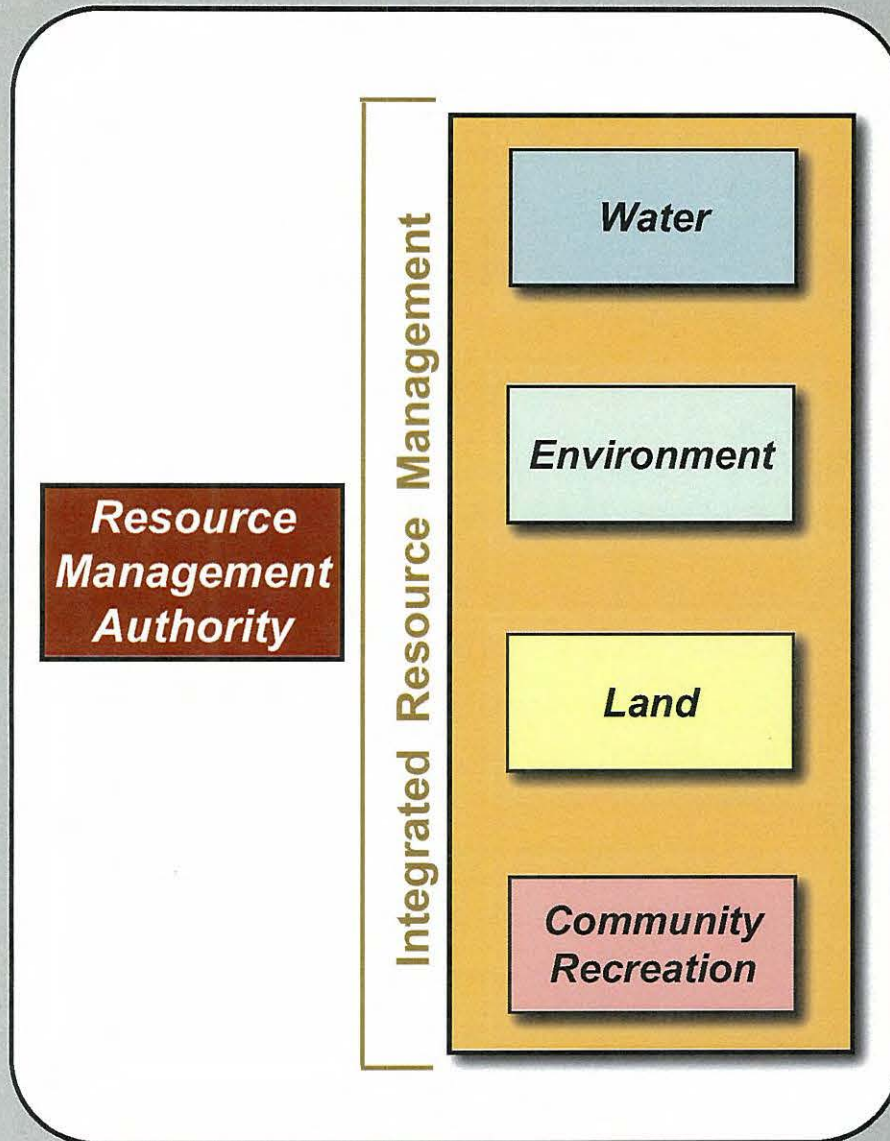 Resource
Management
Authority
Integrated Resource Management
Water
Environment
Land
Community
Recreation